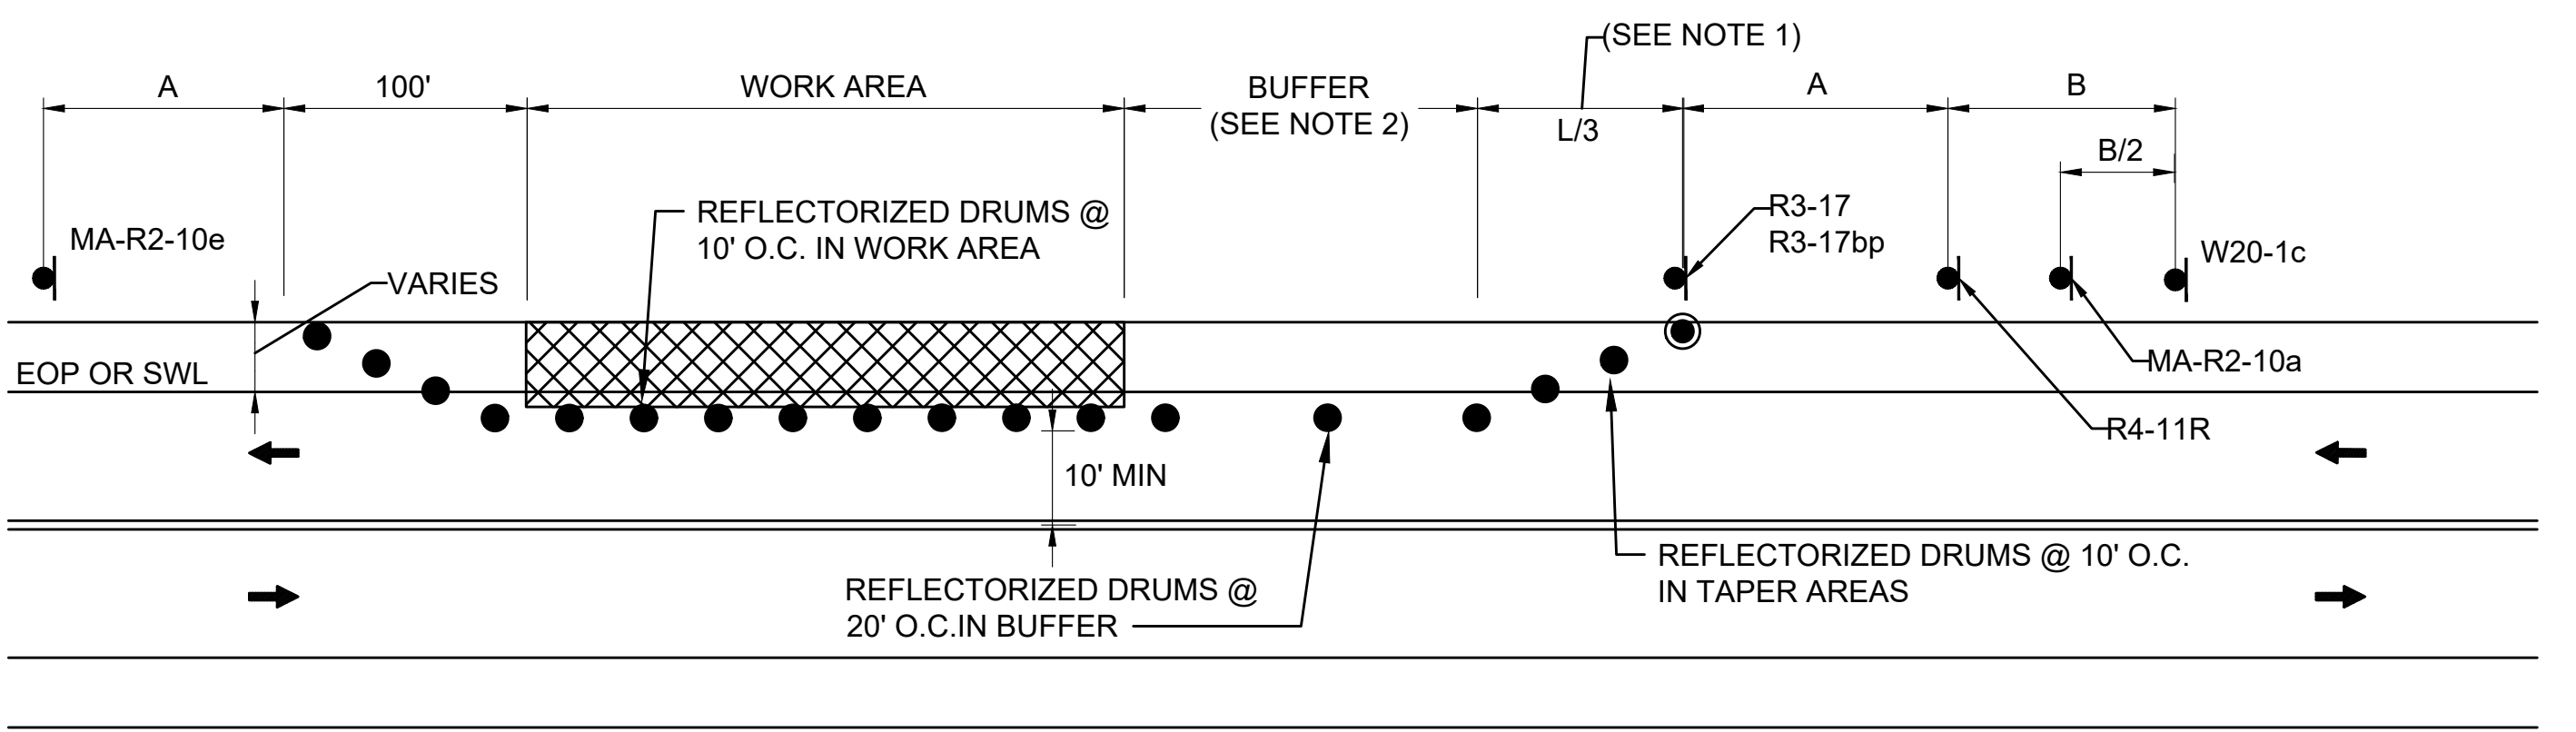 (SEE NOTE 1)
A
100'
WORK AREA
BUFFER
(SEE NOTE 2)
L/3
A
B
B/2
MA-R2-10e
VARIES
REFLECTORIZED DRUMS @
10' O.C. IN WORK AREA
R3-17
R3-17bp
W20-1c
EOP OR SWL
MA-R2-10a
R4-11R
10' MIN
REFLECTORIZED DRUMS @
20' O.C.IN BUFFER
REFLECTORIZED DRUMS @ 10' O.C.
IN TAPER AREAS